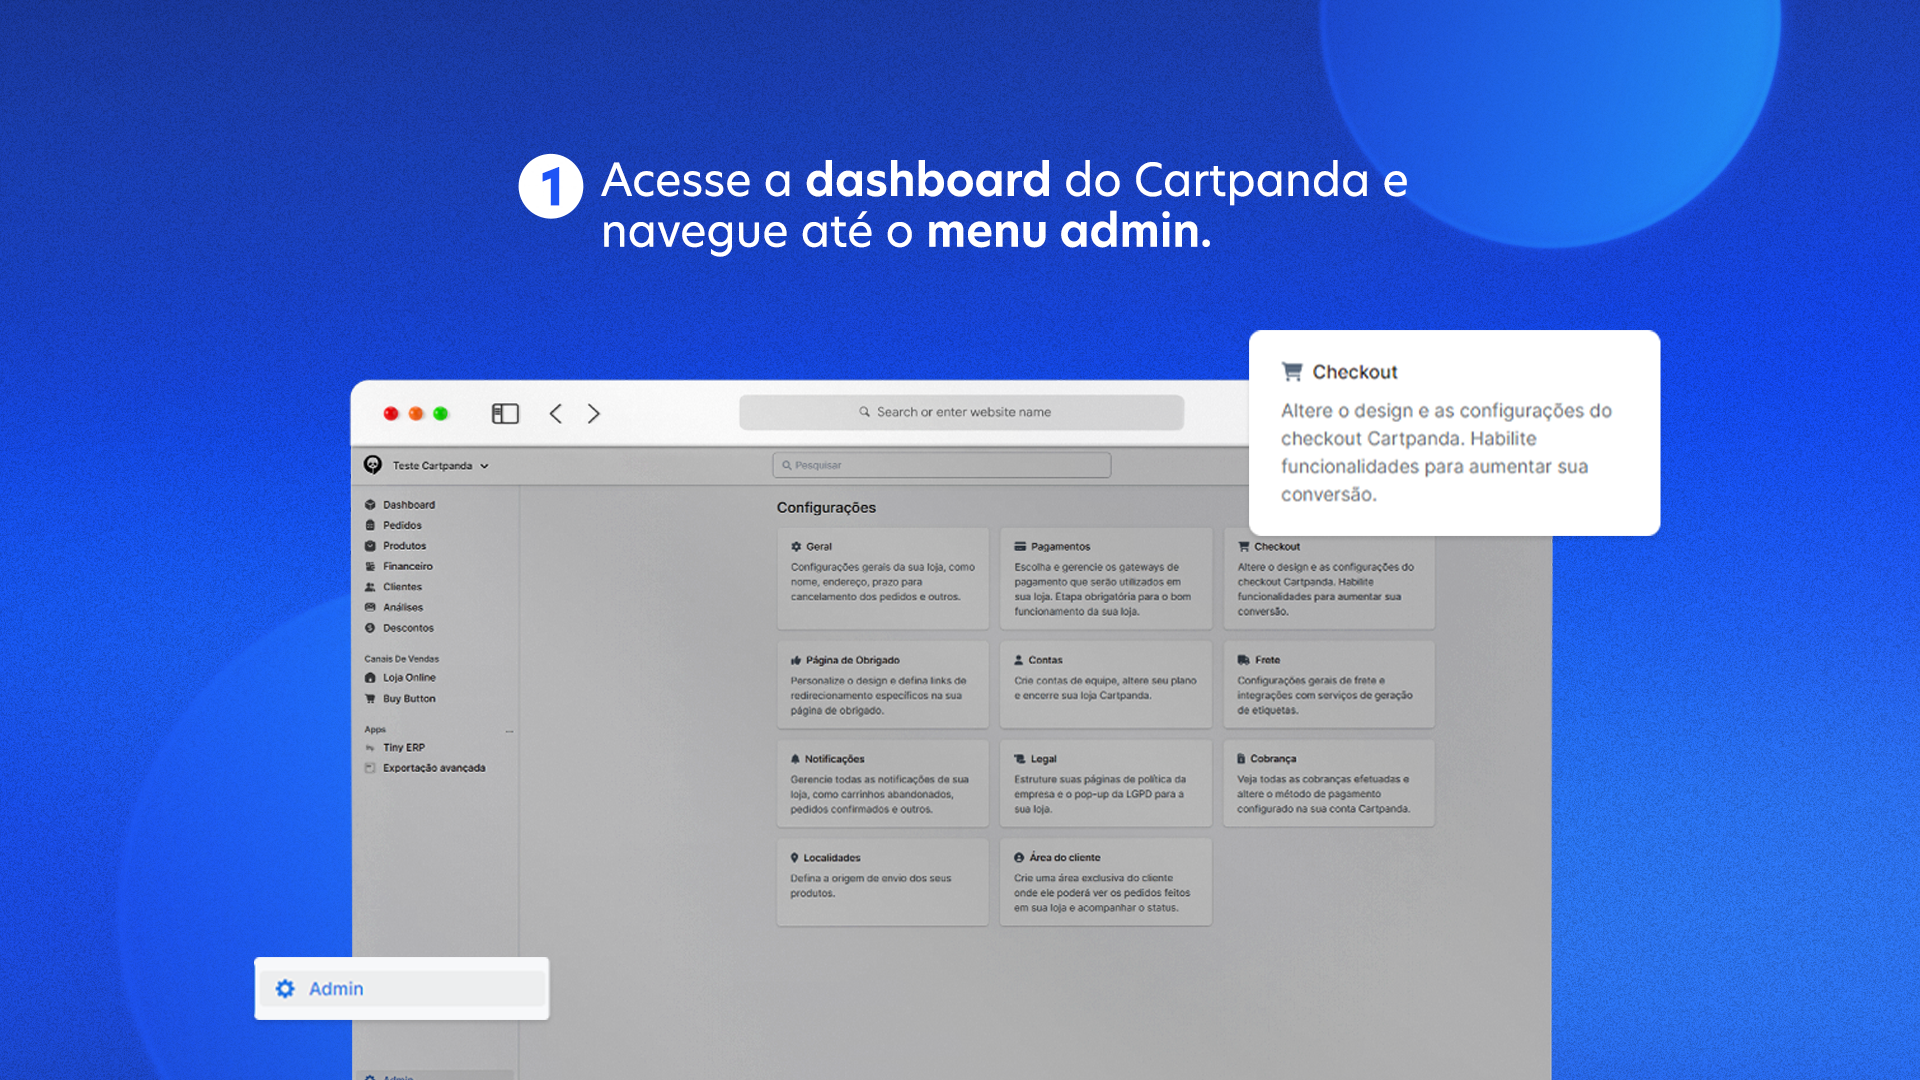 1 Acesse a dashboard do Cartpanda e
navegue até o menu admin.
Search or enter website name
Checkout
Altere o design e as configurações do
checkout Cartpanda. Habilite
funcionalidades para aumentar sua
conversão.
Teste Cartpanda
Pesquisar
Dashboard
Pedidos
Produtos
Financeiro
Clientes
Análises
Descontos
Canais De Vendas
Loja Online
Buy Button
Apps
...
Tiny ERP
Exportação avançada
Configurações
Geral
Configurações gerais da sua loja, como
nome, endereço, prazo para
cancelamento dos pedidos e outros.
Pagamentos
Escolha e gerencie os gateways de
pagamento que serão utilizados em
sua loja. Etapa obrigatória para o bom
funcionamento da sua loja.
Checkout
Altere o design e as configurações do
checkout Cartpanda. Habilite
funcionalidades para aumentar sua
conversão.
Página de Obrigado
Personalize o design e defina links de
redirecionamento específicos na sua
página de obrigado.
Contas
Crie contas de equipe, altere seu plano
e encerre sua loja Cartpanda.
Frete
Configurações gerais de frete e
integrações com serviços de geração
de etiquetas.
Notificações
Gerencie todas as notificações de sua
loja, como carrinhos abandonados,
pedidos confirmados e outros.
Legal
Estruture suas páginas de política da
empresa e o pop-up da LGPD para a
sua loja.
Cobrança
Veja todas as cobranças efetuadas e
altere o método de pagamento
configurado na sua conta Cartpanda.
Localidades
Defina a origem de envio dos seus
produtos.
Área do cliente
Crie uma área exclusiva do cliente
onde ele poderá ver os pedidos feitos
em sua loja e acompanhar o status.
Admin
Admin